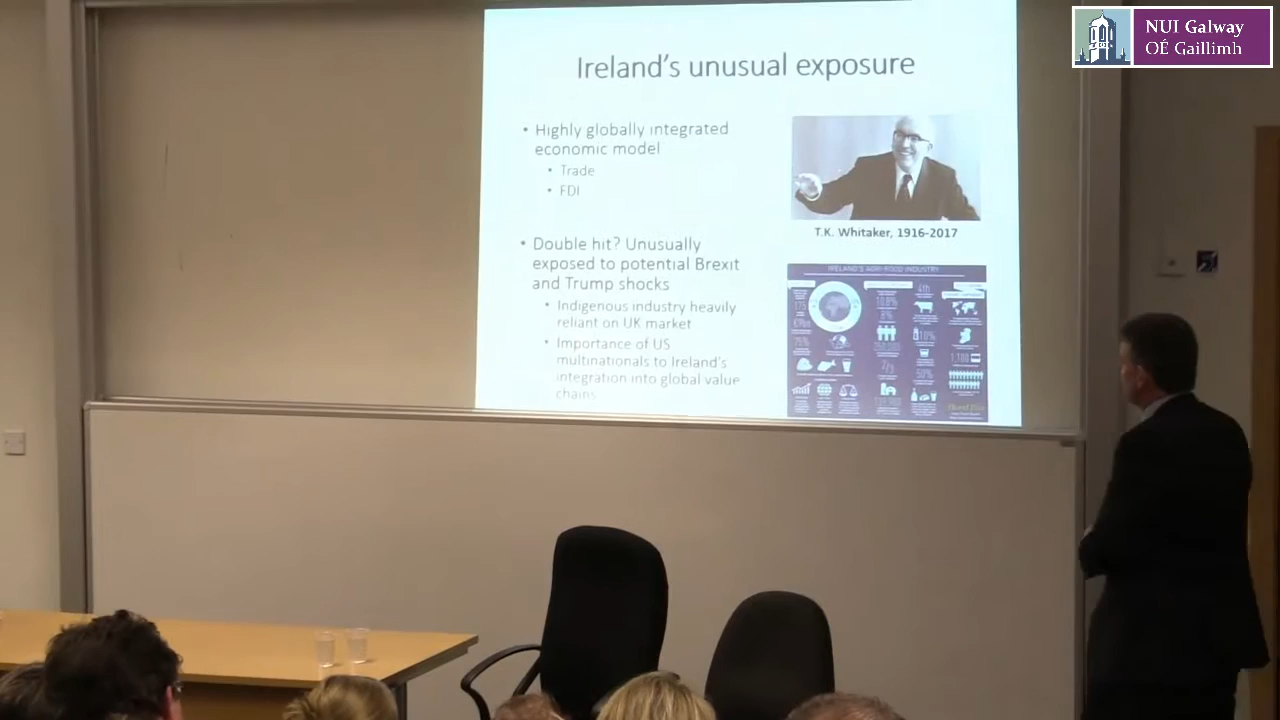 NUI Galway
OÉ Gaillimh
Ireland's unusual exposure
• Highly globally integrated
economic model
• Trade
• FDI
T.K. Whitaker, 1916-2017
• Double hit? Unusually
exposed to potential Brexit
and Trump shocks
• Indigenous industry heavily
reliant on UK market
• Importance of US
multinationals to Ireland's
integration into global value
chains
IRELAND'S AGRI-FOOD INDUSTRY